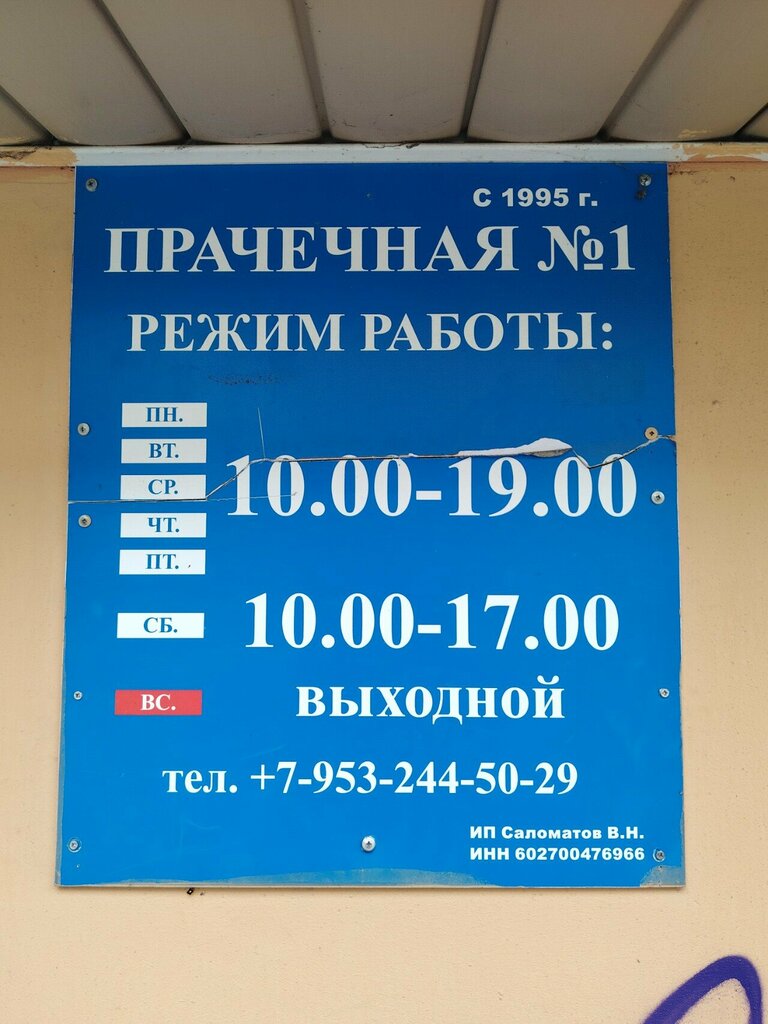 С 1995 г.
ПРАЧЕЧНАЯ №1
РЕЖИМ РАБОТЫ:
ПН.
ВТ.
СР.
ЧТ.
ПТ.
10.00-19.00
СБ.
10.00-17.00
ВС.
ВЫХОДНОЙ
тел. +7-953-244-50-29
ИП Саломатов В.Н.
ИНН 602700476966